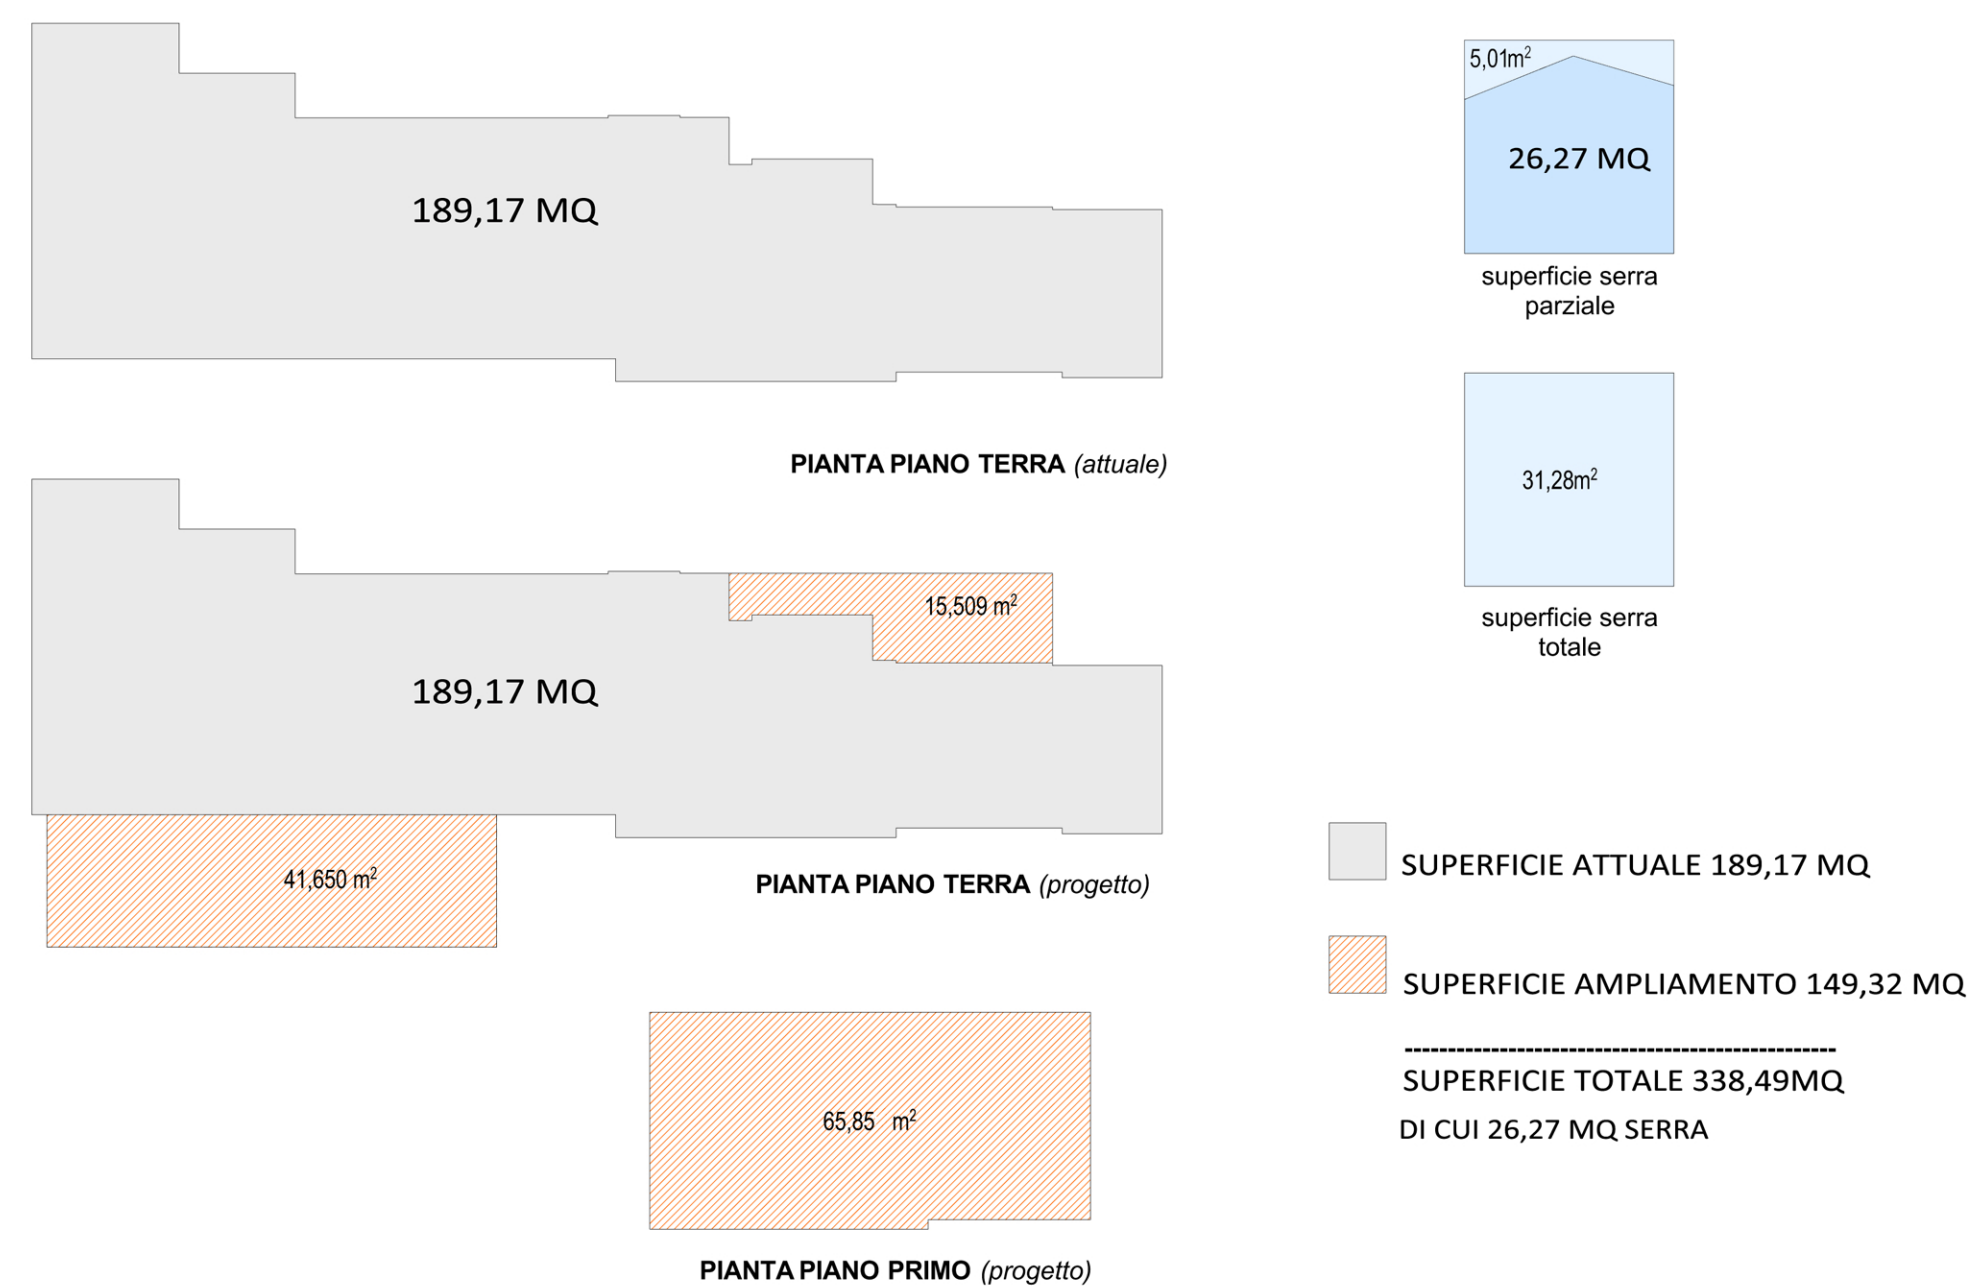 189,17 MQ
PIANTA PIANO TERRA (attuale)
5,01m²
26,27 MQ
superficie serra
parziale
31,28m²
superficie serra
totale
15,509 m²
189,17 MQ
41,650 m²
PIANTA PIANO TERRA (progetto)
65,85 m²
PIANTA PIANO PRIMO (progetto)
SUPERFICIE ATTUALE 189,17 MQ
SUPERFICIE AMPLIAMENTO 149,32 MQ
------------------------------------------------
SUPERFICIE TOTALE 338,49MQ
DI CUI 26,27 MQ SERRA